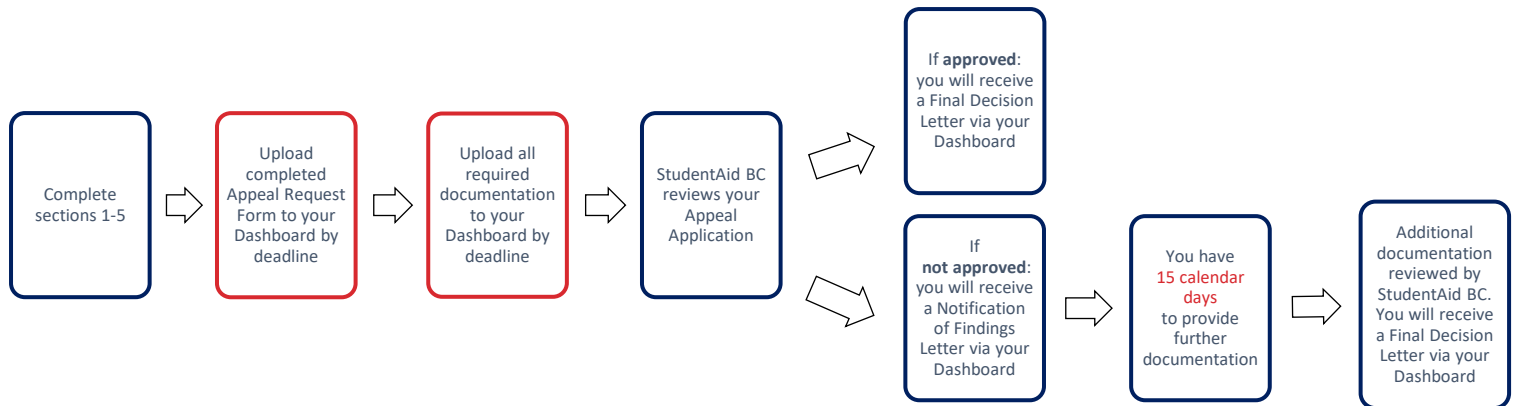 Complete
sections 1-5
Upload
completed
Appeal Request
Form to your
Dashboard by
deadline
Upload all
required
documentation
to your
Dashboard by
deadline
StudentAid BC
reviews your
Appeal
Application
If approved:
you will receive
a Final Decision
Letter via your
Dashboard
If
not approved:
you will receive
a Notification
of Findings
Letter via your
Dashboard
You have
15 calendar
days
to provide
further
documentation
Additional
documentation
reviewed by
StudentAid BC.
You will receive
a Final Decision
Letter via your
Dashboard